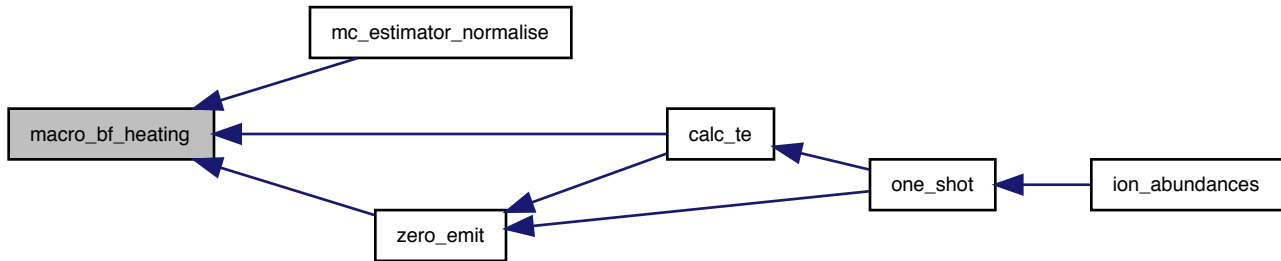 mc_estimator_normalise
macro_bf_heating
calc_te
one_shot
ion_abundances
zero_emit